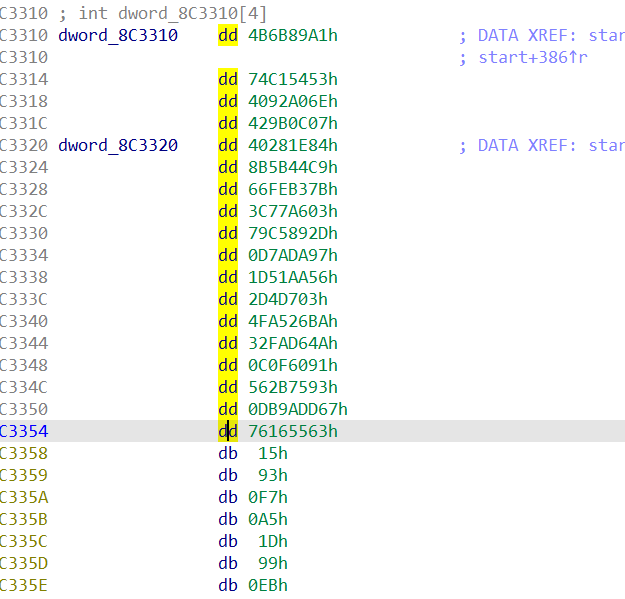 C3310 ; int dword_8C3310[4]
C3310 dword_8C3310 dd 4B6B89A1h ; DATA XREF: star
C3310 ; start+386↑r
C3314 dd 74C15453h
C3318 dd 4092A06Eh
C331C dd 429B0C07h
C3320 dword_8C3320 dd 40281E84h ; DATA XREF: star
C3324 dd 8B5B44C9h
C3328 dd 66FEB37Bh
C332C dd 3C77A603h
C3330 dd 79C5892Dh
C3334 dd 0D7ADA97h
C3338 dd 1D51AA56h
C333C dd 2D4D703h
C3340 dd 4FA526BAh
C3344 dd 32FAD64Ah
C3348 dd 0C0F6091h
C334C dd 562B7593h
C3350 dd 0DB9ADD67h
C3354 dd 76165563h
C3358 db 15h
C3359 db 93h
C335A db 0F7h
C335B db 0A5h
C335C db 1Dh
C335D db 99h
C335E db 0EBh